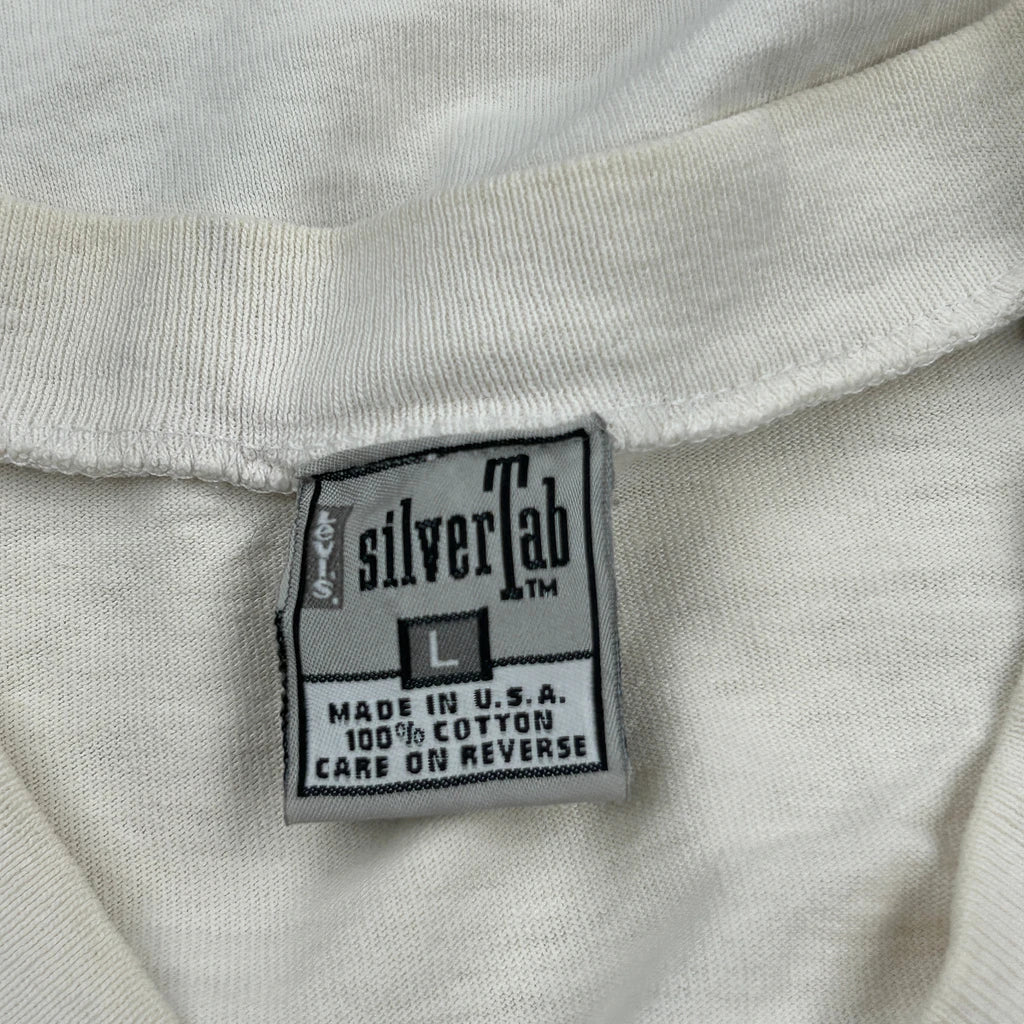 LEVI'S.
silverTab™
L
MADE IN U.S.A.
100% COTTON
CARE ON REVERSE